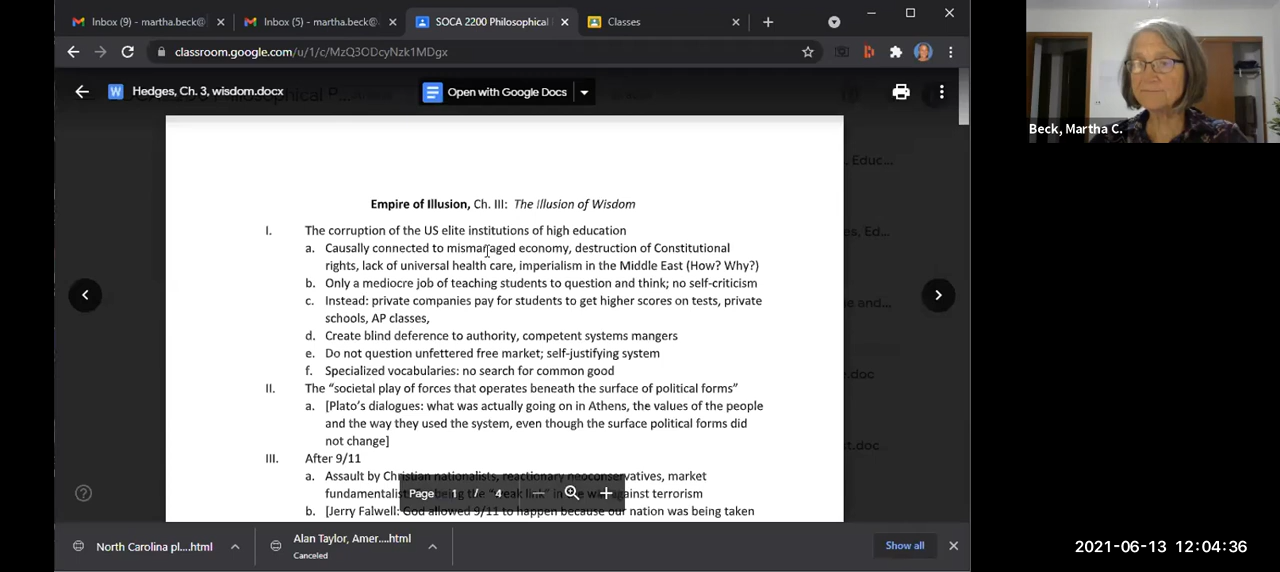 Inbox (9) - martha.beck@
Inbox (5) - martha.beck@
SOCA 2200 Philosophical
Classes
classroom.google.com/u/1/c/MzQ3ODcyNzk1MDgx
Hedges, Ch. 3, wisdom.docx
Open with Google Docs
Beck, Martha C.
Empire of Illusion, Ch. III: The Illusion of Wisdom
I. The corruption of the US elite institutions of high education
a. Causally connected to mismanaged economy, destruction of Constitutional
rights, lack of universal health care, imperialism in the Middle East (How? Why?)
b. Only a mediocre job of teaching students to question and think; no self-criticism
c. Instead: private companies pay for students to get higher scores on tests, private
schools, AP classes,
d. Create blind deference to authority, competent systems mangers
e. Do not question unfettered free market; self-justifying system
f. Specialized vocabularies: no search for common good
II. The “societal play of forces that operates beneath the surface of political forms”
a. [Plato’s dialogues: what was actually going on in Athens, the values of the people
and the way they used the system, even though the surface political forms did
not change]
III. After 9/11
a. Assault by Christian nationalists, reactionary neoconservatives, market
fundamentalist being the “weak link” in the war against terrorism
b. [Jerry Falwell: God allowed 9/11 to happen because our nation was being taken
Page 1 / 4
North Carolina pl....html
Alan Taylor, Amer....html
Canceled
Show all
2021-06-13 12:04:36